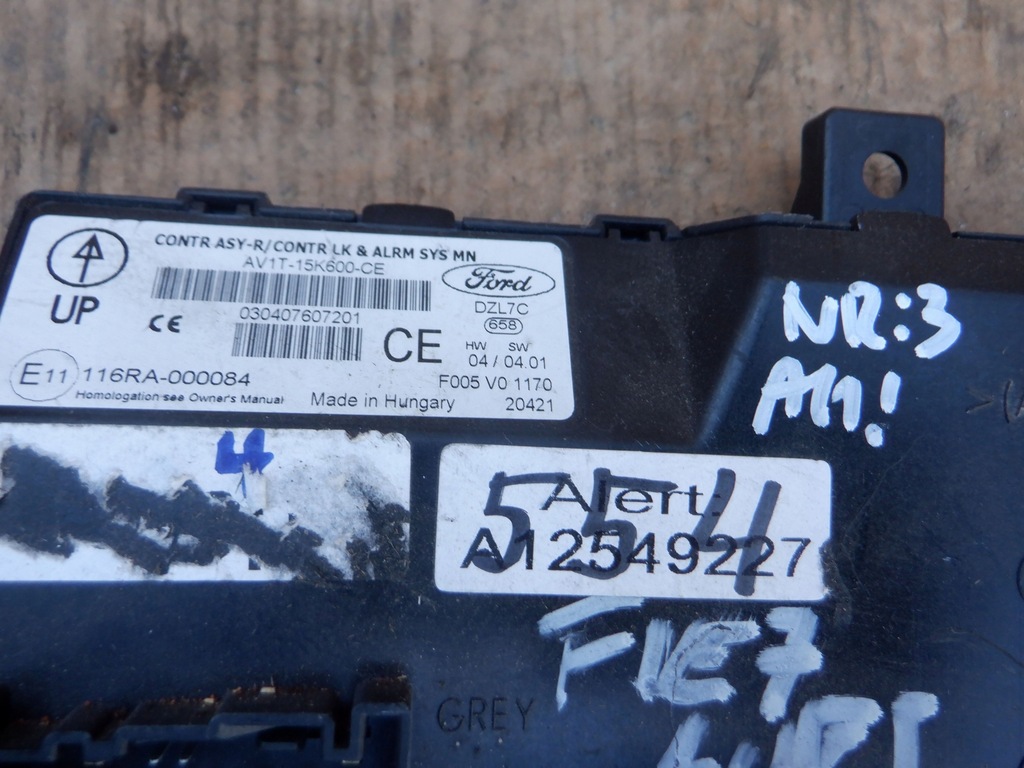 CONTR ASY-R/CONTR LK & ALRM SYS MN
AV1T-15K600-CE
Ford
UP
030407607201
DZL7C
658
CE
CE
HW SW
04 / 04.01
E11 116RA-000084
F005 V0 1170
Homologation see Owner's Manual
Made in Hungary
20421
NR:3
A11!
4
Alert:
554
A12549227
GREY